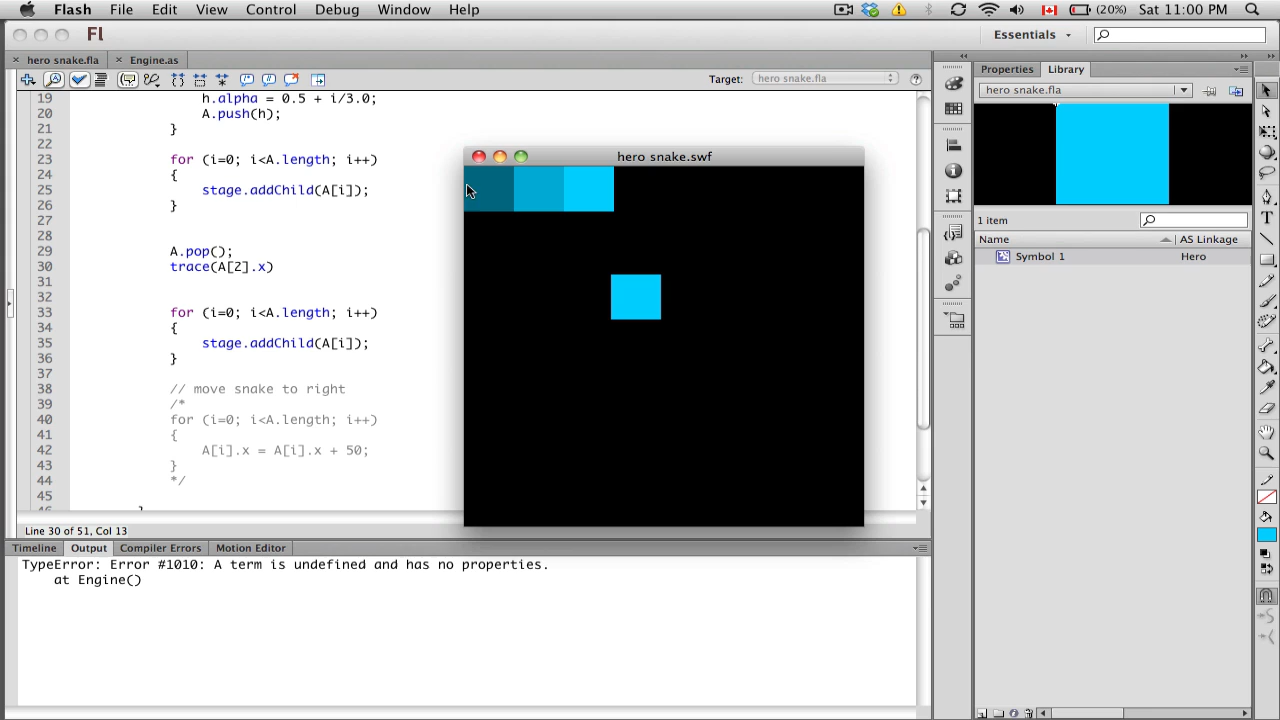 Flash File Edit View Control Debug Window Help (20%) Sat 11:00 PM
Fl Essentials
hero snake.fla Engine.as
Target: hero snake.fla
Properties Library
hero snake.fla
19 h.alpha = 0.5 + i/3.0;
20 A.push(h);
21 }
22
23 for (i=0; i<A.length; i++)
24 {
25 stage.addChild(A[i]);
26 }
27
28
29 A.pop();
30 trace(A[2].x)
31
32
33 for (i=0; i<A.length; i++)
34 {
35 stage.addChild(A[i]);
36 }
37
38 // move snake to right
39 /*
40 for (i=0; i<A.length; i++)
41 {
42 A[i].x = A[i].x + 50;
43 }
44 */
45
hero snake.swf
1 item
Name AS Linkage
Symbol 1 Hero
Line 30 of 51, Col 13
Timeline Output Compiler Errors Motion Editor
TypeError: Error #1010: A term is undefined and has no properties.
at Engine()